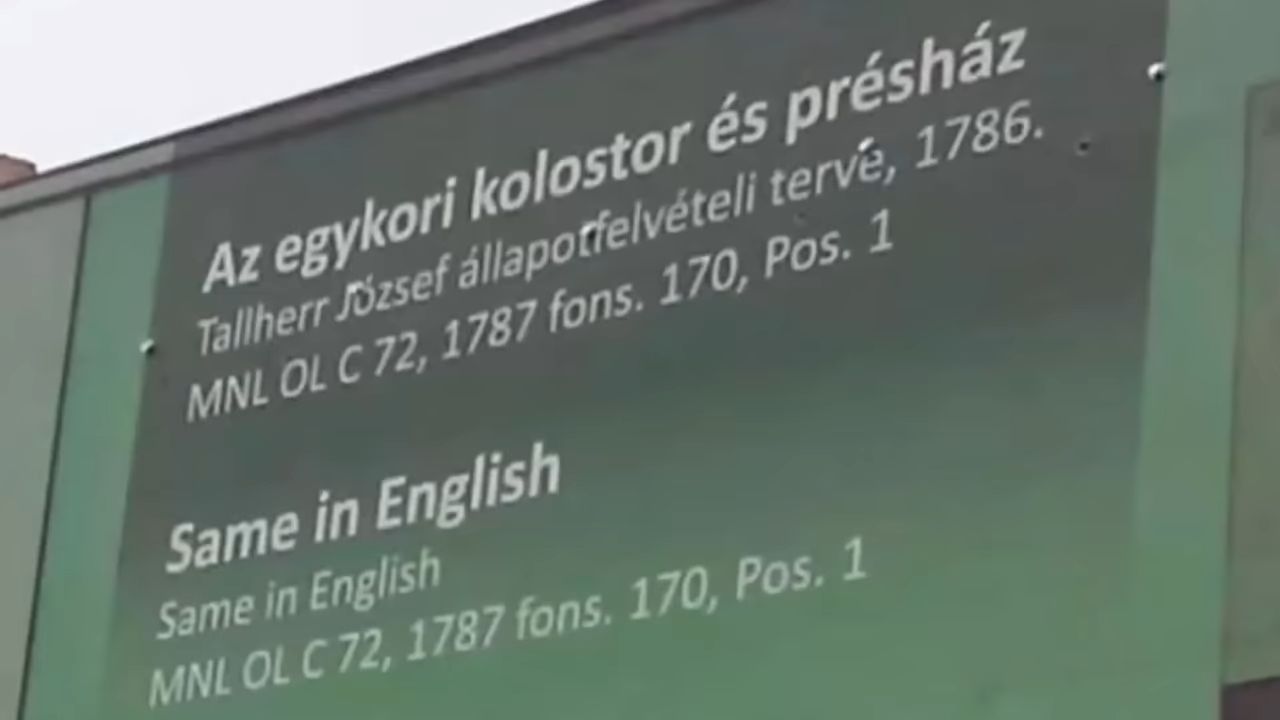 Az egykori kolostor és présház
Tallherr József állapotfelvételi terve, 1786.
MNL OL C 72, 1787 fons. 170, Pos. 1
Same in English
Same in English
MNL OL C 72, 1787 fons. 170, Pos. 1